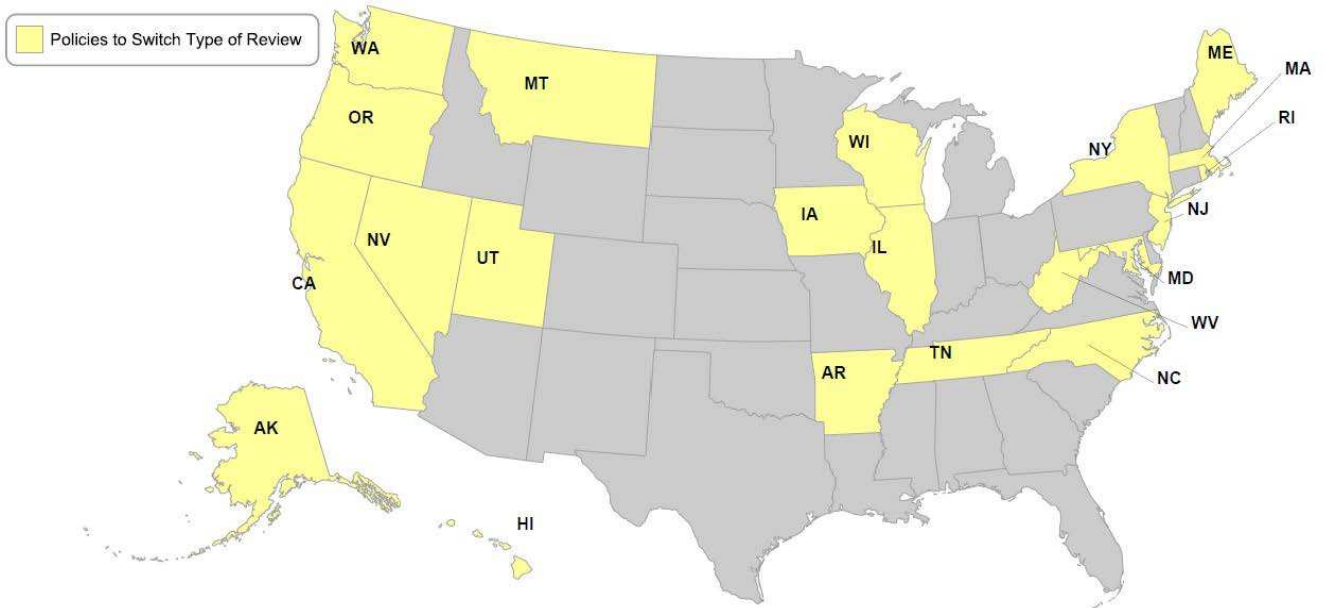 Policies to Switch Type of Review
WA
MT
ME
MA
OR
RI
WI
NY
IA
NJ
NV
IL
UT
CA
MD
WV
TN
AR
NC
AK
HI